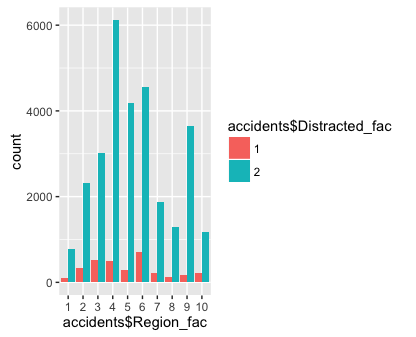 6000
4000
2000
0
count
1 2 3 4 5 6 7 8 9 10
accidents$Region_fac
accidents$Distracted_fac
1
2